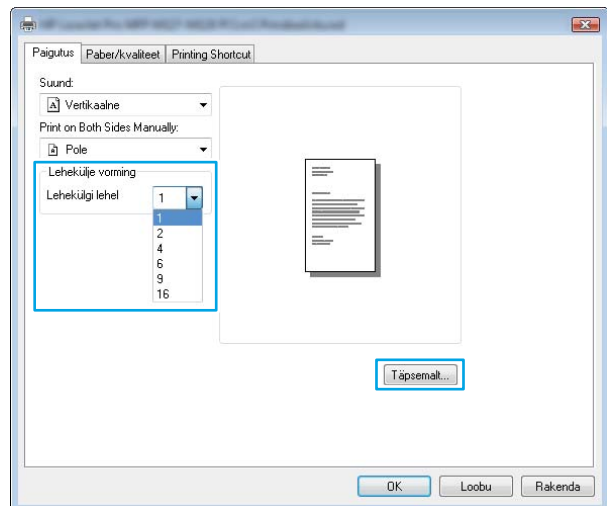 Paigutus Paber/kvaliteet Printing Shortcut
Suund:
A Vertikaalne
Print on Both Sides Manually:
Pole
Lehekülje vorming
Lehekülgi lehel 1
1
2
4
6
9
16
Täpsemalt...
OK Loobu Rakenda